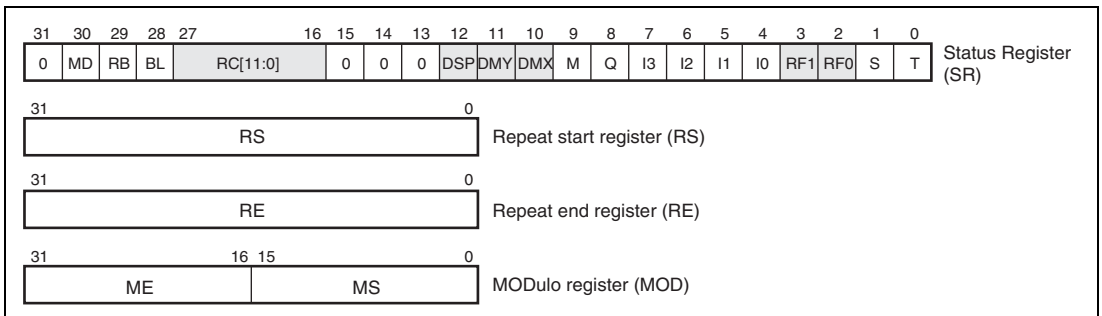 31 30 29 28 27 16 15 14 13 12 11 10 9 8 7 6 5 4 3 2 1 0
0 MD RB BL RC[11:0] 0 0 0 DSP DMY DMX M Q I3 I2 I1 I0 RF1 RF0 S T
Status Register
(SR)
31 0
RS Repeat start register (RS)
31 0
RE Repeat end register (RE)
31 16 15 0
ME MS MODulo register (MOD)